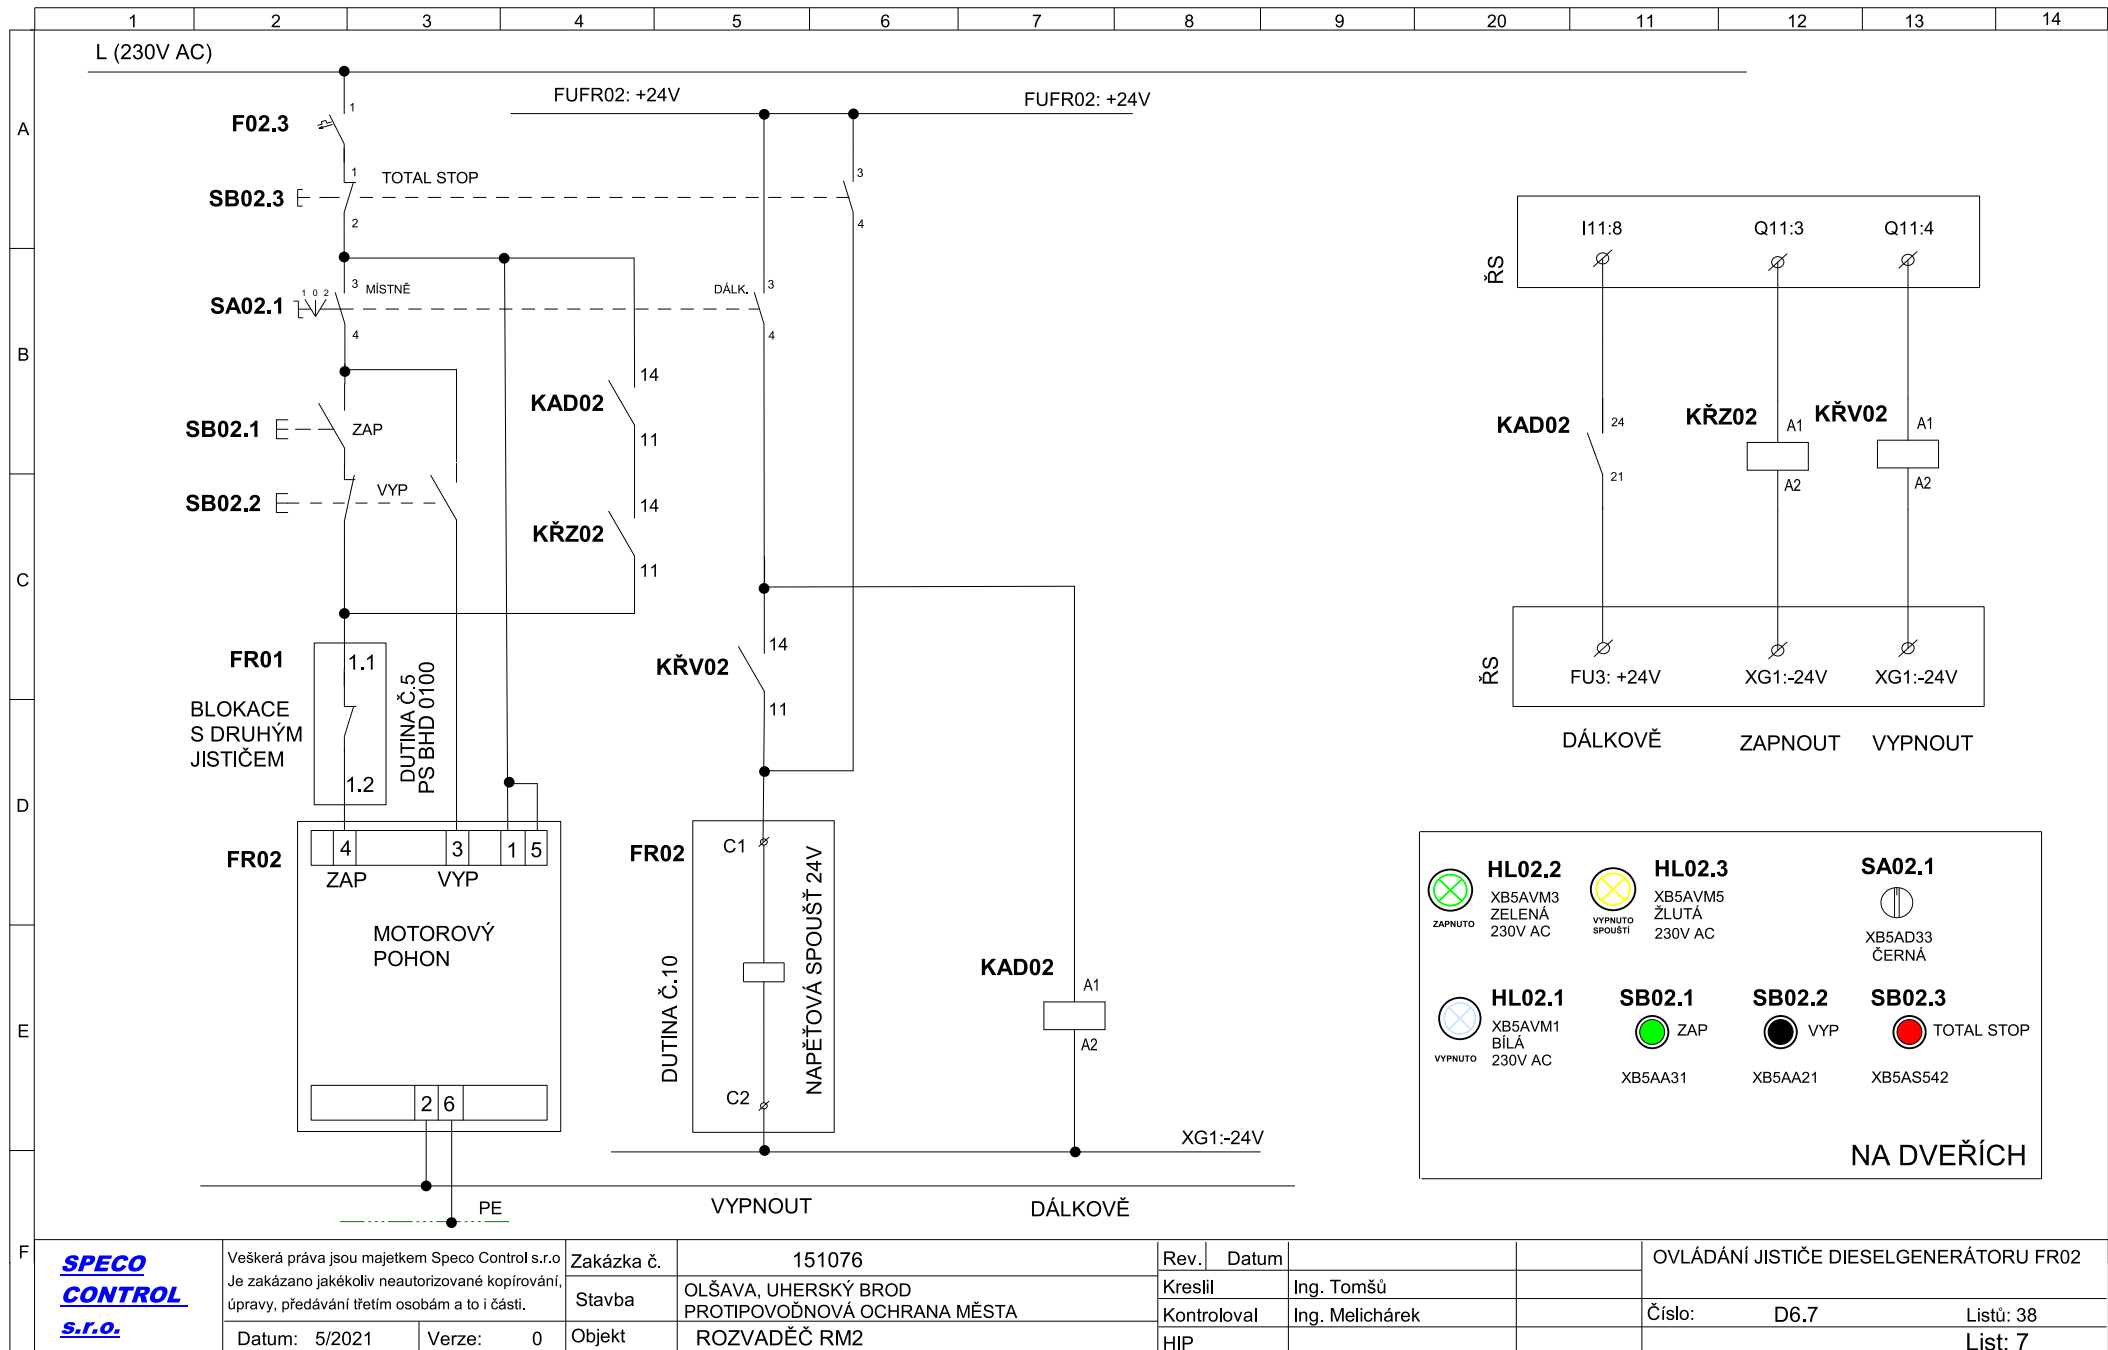 1 2 3 4 5 6 7 8 9 20 11 12 13 14
A
B
C
D
E
F
L (230V AC)
FUFR02: +24V
FUFR02: +24V
F02.3
1
SB02.3
1
TOTAL STOP
2
3
4
SA02.1
1 0 2
3
MÍSTNĚ
4
DÁLK.
3
4
SB02.1
ZAP
SB02.2
VYP
KAD02
14
11
KŘZ02
14
11
FR01
1.1
1.2
BLOKACE
S DRUHÝM
JISTIČEM
DUTINA Č.5
PS BHD 0100
KŘV02
14
11
FR02
4 3 1 5
ZAP VYP
MOTOROVÝ
POHON
2 6
PE
FR02
C1
C2
DUTINA Č.10
NAPĚŤOVÁ SPOUŠŤ 24V
KAD02
A1
A2
XG1:-24V
VYPNOUT
DÁLKOVĚ
ŘS
I11:8 Q11:3 Q11:4
KAD02
24
21
KŘZ02
A1
A2
KŘV02
A1
A2
ŘS
FU3: +24V XG1:-24V XG1:-24V
DÁLKOVĚ ZAPNOUT VYPNOUT
HL02.2
XB5AVM3
ZELENÁ
230V AC
ZAPNUTO
HL02.3
XB5AVM5
ŽLUTÁ
230V AC
VYPNUTO
SPOUŠTÍ
SA02.1
XB5AD33
ČERNÁ
HL02.1
XB5AVM1
BÍLÁ
230V AC
VYPNUTO
SB02.1
ZAP
XB5AA31
SB02.2
VYP
XB5AA21
SB02.3
TOTAL STOP
XB5AS542
NA DVEŘÍCH
SPECO
CONTROL
s.r.o.
Veškerá práva jsou majetkem Speco Control s.r.o
Je zakázáno jakékoliv neautorizované kopírování,
úpravy, předávání třetím osobám a to i části.
Datum: 5/2021 Verze: 0
Zakázka č. 151076
Stavba OLŠAVA, UHERSKÝ BROD
PROTIPOVOĎNOVÁ OCHRANA MĚSTA
Objekt ROZVADĚČ RM2
Rev. Datum
Kreslil Ing. Tomšů
Kontroloval Ing. Melichárek
HIP
OVLÁDÁNÍ JISTIČE DIESELGENERÁTORU FR02
Číslo: D6.7 Listů: 38
List: 7